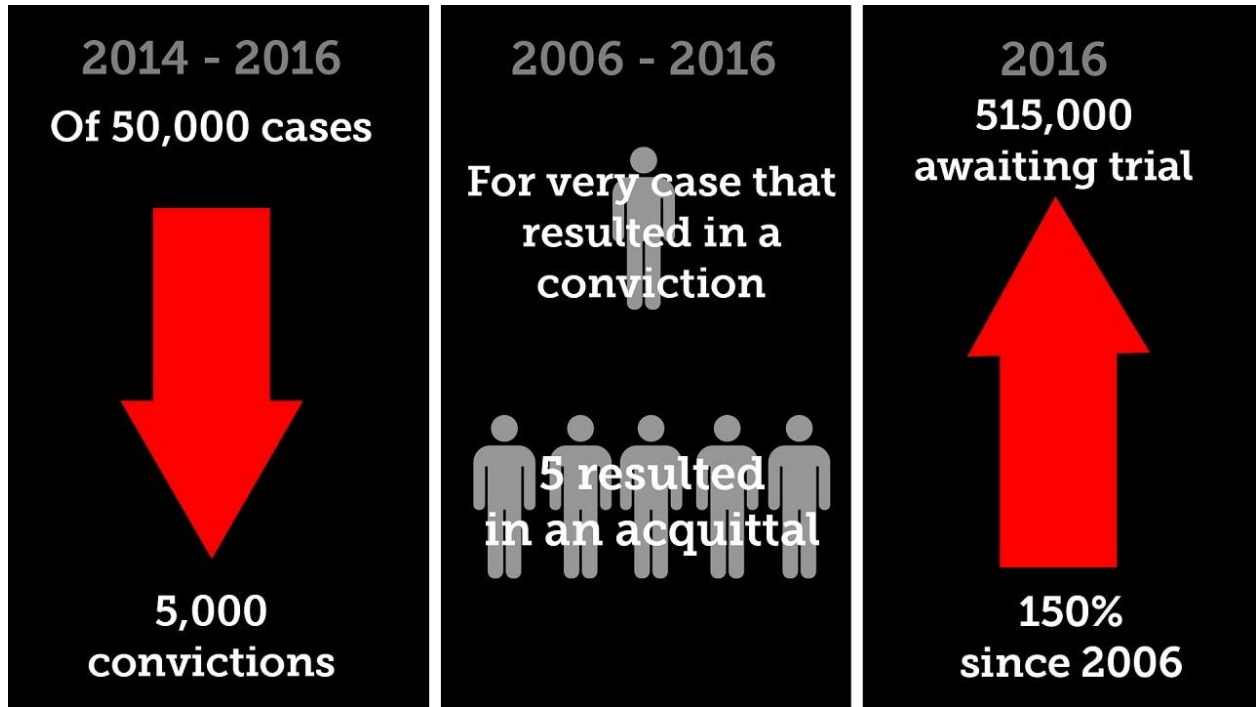 2014 - 2016
Of 50,000 cases
5,000
convictions
2006 - 2016
For very case that
resulted in a
conviction
5 resulted
in an acquittal
2016
515,000
awaiting trial
150%
since 2006